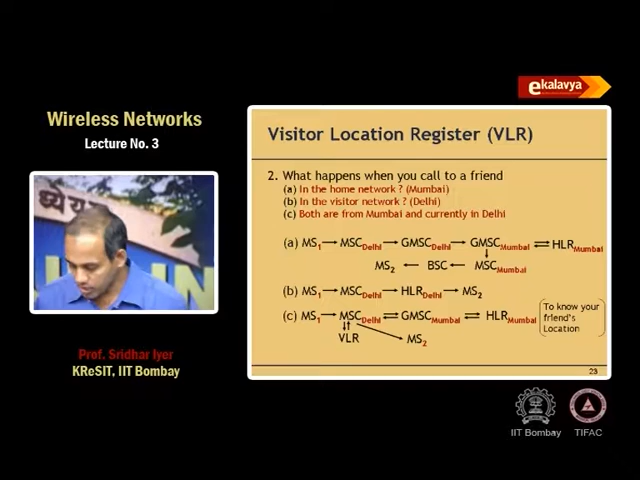 ekalavya
Wireless Networks
Lecture No. 3
Visitor Location Register (VLR)
2. What happens when you call to a friend
(a) In the home network ? (Mumbai)
(b) In the visitor network ? (Delhi)
(c) Both are from Mumbai and currently in Delhi
(a) MS1 → MSCDelhi → GMSCDelhi → GMSCMumbai ⇌ HLRMumbai
↓
MS2 ← BSC ← MSCMumbai
(b) MS1 → MSCDelhi → HLRDelhi → MS2
(c) MS1 → MSCDelhi ⇌ GMSCMumbai ⇌ HLRMumbai
To know your
friend's
Location
VLR
MS2
23
ध्येय
Prof. Sridhar Iyer
KReSIT, IIT Bombay
IIT Bombay
TIFAC